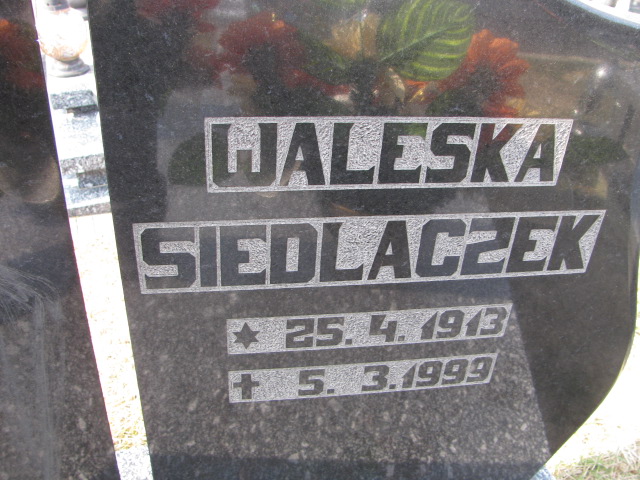 WALESKA
SIEDLACZEK
✶ 25. 4. 1913
✝ 5. 3. 1999